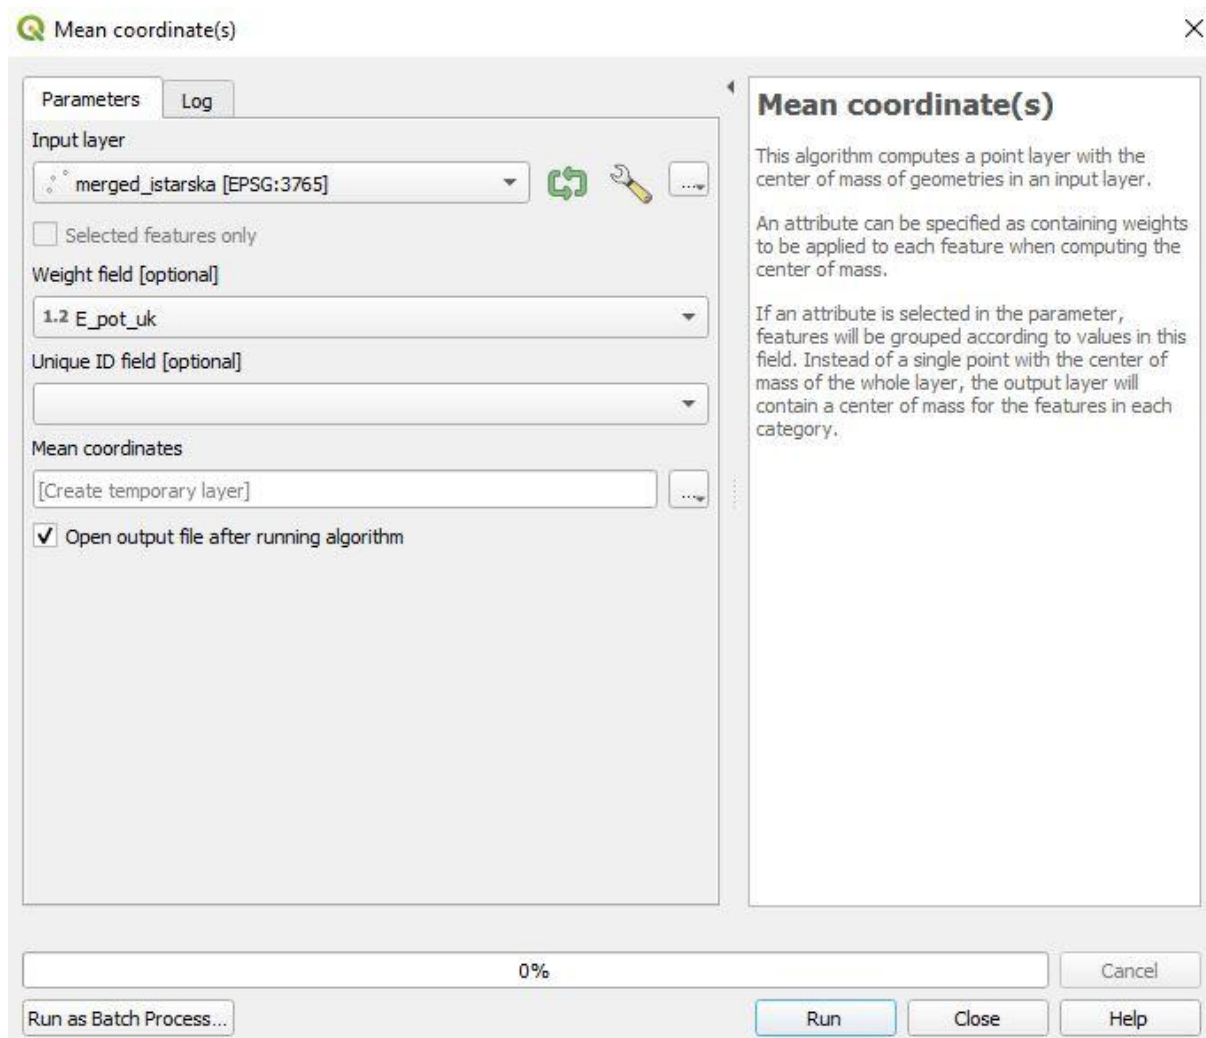 Mean coordinate(s)
Parameters
Log
Input layer
merged_istarska [EPSG:3765]
...
Selected features only
Weight field [optional]
1.2 E_pot_uk
Unique ID field [optional]
Mean coordinates
[Create temporary layer]
...
Open output file after running algorithm
Mean coordinate(s)
This algorithm computes a point layer with the
center of mass of geometries in an input layer.
An attribute can be specified as containing weights
to be applied to each feature when computing the
center of mass.
If an attribute is selected in the parameter,
features will be grouped according to values in this
field. Instead of a single point with the center of
mass of the whole layer, the output layer will
contain a center of mass for the features in each
category.
0%
Cancel
Run as Batch Process...
Run
Close
Help